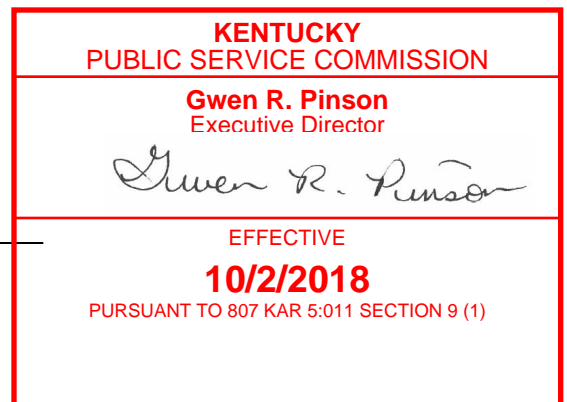 KENTUCKY
PUBLIC SERVICE COMMISSION
Gwen R. Pinson
Executive Director
Gwen R. Pinson
EFFECTIVE
10/2/2018
PURSUANT TO 807 KAR 5:011 SECTION 9 (1)